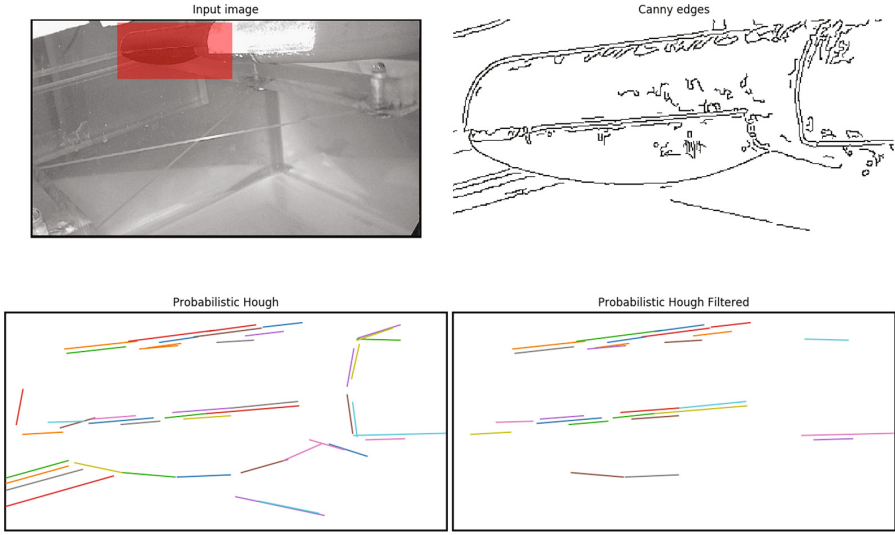 Input image
Canny edges
Probabilistic Hough
Probabilistic Hough Filtered